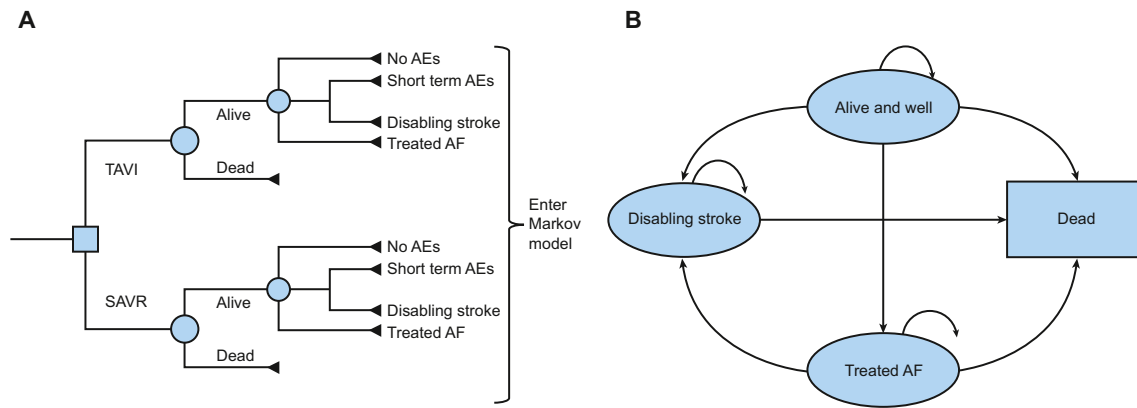 A
No AEs
Short term AEs
Alive
Disabling stroke
Treated AF
TAVI
Dead
No AEs
Short term AEs
SAVR
Alive
Disabling stroke
Treated AF
Dead
Enter
Markov
model
B
Alive and well
Disabling stroke
Dead
Treated AF